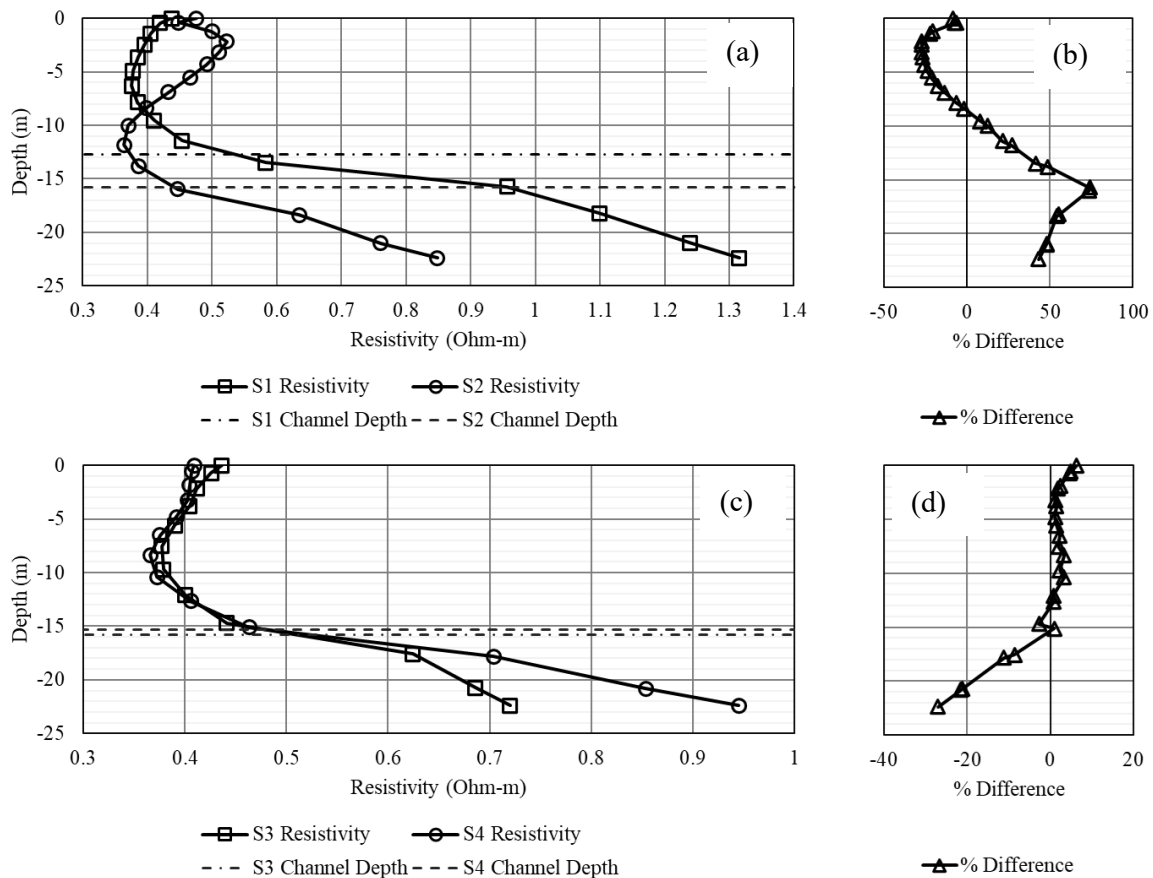 (a)
0
-5
-10
-15
-20
-25
Depth (m)
0.3 0.4 0.5 0.6 0.7 0.8 0.9 1 1.1 1.2 1.3 1.4
Resistivity (Ohm-m)
S1 Resistivity S2 Resistivity
S1 Channel Depth S2 Channel Depth
(b)
-50 0 50 100
% Difference
% Difference
(c)
0
-5
-10
-15
-20
-25
Depth (m)
0.3 0.4 0.5 0.6 0.7 0.8 0.9 1
Resistivity (Ohm-m)
S3 Resistivity S4 Resistivity
S3 Channel Depth S4 Channel Depth
(d)
-40 -20 0 20
% Difference
% Difference